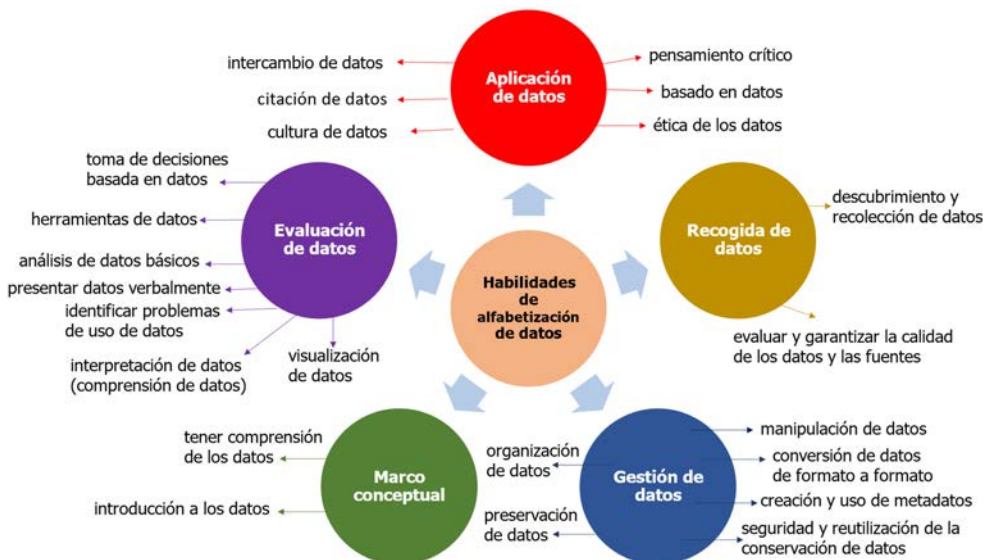 intercambio de datos
citación de datos
cultura de datos
Aplicación
de datos
pensamiento crítico
basado en datos
ética de los datos
toma de decisiones
basada en datos
herramientas de datos
análisis de datos básicos
presentar datos verbalmente
identificar problemas
de uso de datos
interpretación de datos
(comprensión de datos)
visualización
de datos
Evaluación
de datos
Habilidades
de
alfabetización
de datos
Recogida de
datos
descubrimiento y
recolección de datos
evaluar y garantizar la calidad
de los datos y las fuentes
tener comprensión
de los datos
introducción a los datos
Marco
conceptual
organización
de datos
preservación
de datos
Gestión de
datos
manipulación de datos
conversión de datos
de formato a formato
creación y uso de metadatos
seguridad y reutilización de la
conservación de datos